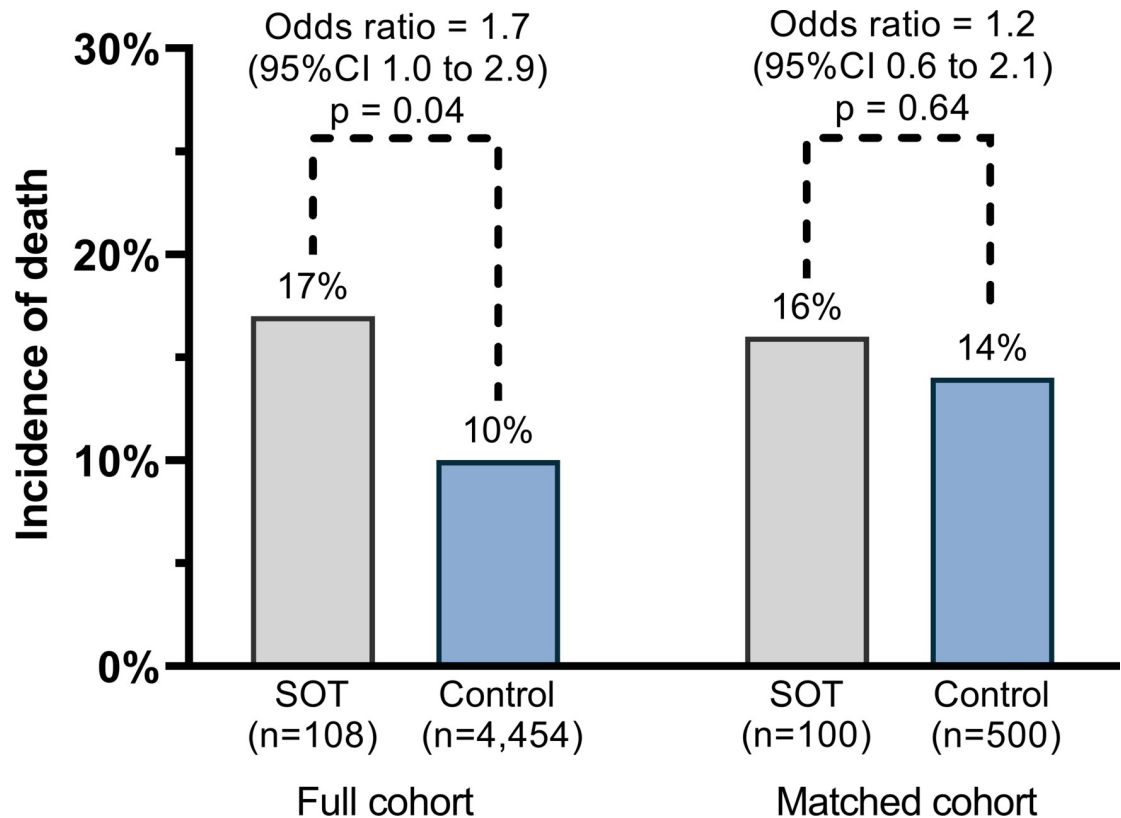 Odds ratio = 1.7
(95%CI 1.0 to 2.9)
p = 0.04
Odds ratio = 1.2
(95%CI 0.6 to 2.1)
p = 0.64
Incidence of death
30%
20%
10%
0%
17%
10%
16%
14%
SOT
(n=108)
Control
(n=4,454)
SOT
(n=100)
Control
(n=500)
Full cohort
Matched cohort